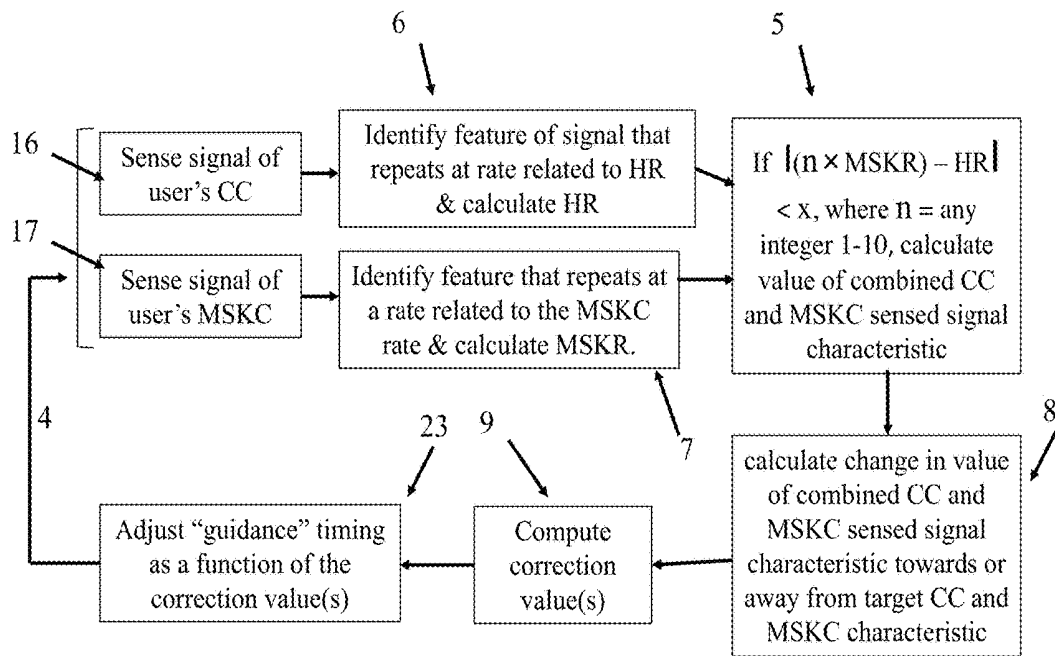 6
5
16
Sense signal of
user's CC
Identify feature of signal that
repeats at rate related to HR
& calculate HR
If |(n × MSKR) – HR|
< x, where n = any
integer 1-10, calculate
value of combined CC
and MSKC sensed signal
characteristic
17
Sense signal of
user's MSKC
Identify feature that repeats at
a rate related to the MSKC
rate & calculate MSKR.
4
23
9
7
8
Adjust “guidance” timing
as a function of the
correction value(s)
Compute
correction
value(s)
calculate change in value
of combined CC and
MSKC sensed signal
characteristic towards or
away from target CC and
MSKC characteristic